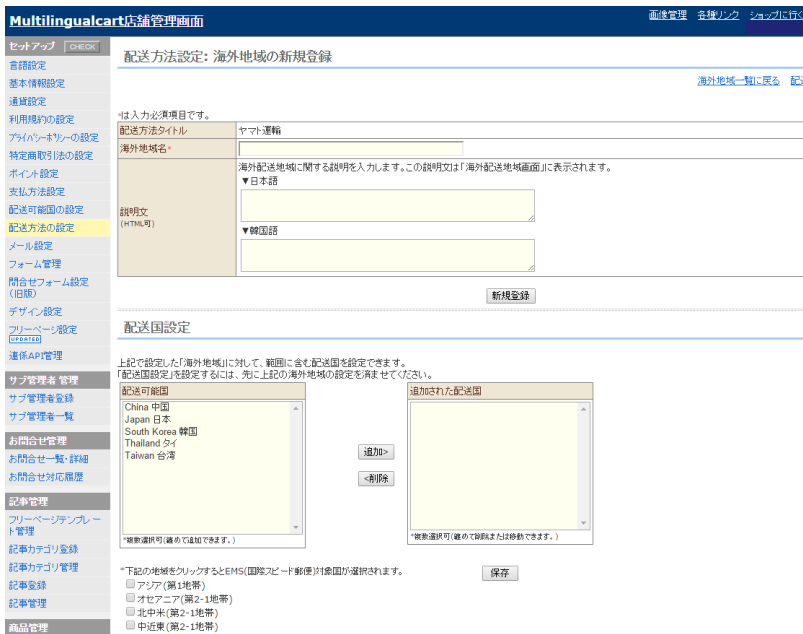 Multilingualcart店舗管理画面
画像管理 各種リンク ショップに行く
セットアップ CHECK
言語設定
基本情報設定
通貨設定
利用規約の設定
プライバシーポリシーの設定
特定商取引法の設定
ポイント設定
支払方法設定
配送可能国の設定
配送方法の設定
メール設定
フォーム管理
問合せフォーム設定
(旧版)
デザイン設定
フリーページ設定
UPDATED
連係API管理
サブ管理者 管理
サブ管理者登録
サブ管理者一覧
お問合せ管理
お問合せ一覧・詳細
お問合せ対応履歴
記事管理
フリーページテンプレー
ト管理
記事カテゴリ登録
記事カテゴリ管理
記事登録
記事管理
商品管理
配送方法設定: 海外地域の新規登録
海外地域一覧に戻る 配送
*は入力必須項目です。
配送方法タイトル ヤマト運輸
海外地域名*
海外配送地域に関する説明を入力します。この説明文は「海外配送地域画面」に表示されます。
▼日本語
説明文
(HTML可)
▼韓国語
新規登録
配送国設定
上記で設定した「海外地域」に対して、範囲に含む配送国を設定できます。
「配送国設定」を設定するには、先に上記の海外地域の設定を済ませてください。
配送可能国
China 中国
Japan 日本
South Korea 韓国
Thailand タイ
Taiwan 台湾
*複数選択可(纏めて追加できます。)
追加>
<削除
追加された配送国
*複数選択可(纏めて削除または移動できます。)
*下記の地域をクリックするとEMS(国際スピード郵便)対象国が選択されます。
保存
アジア(第1地帯)
オセアニア(第2-1地帯)
北中米(第2-1地帯)
中近東(第2-1地帯)